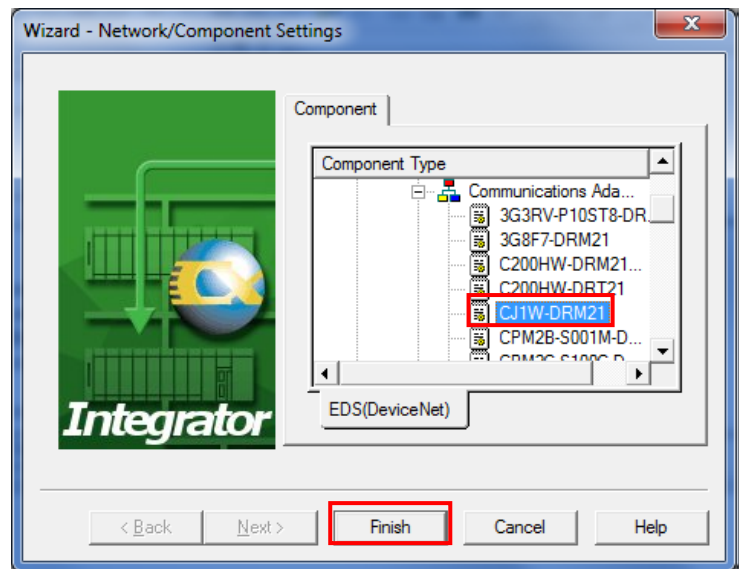 Wizard - Network/Component Settings
x
Component
Component Type
Communications Ada...
3G3RV-P10ST8-DR.
3G8F7-DRM21
C200HW-DRM21...
C200HW-DRT21
CJ1W-DRM21
CPM2B-S001M-D...
EDS(DeviceNet)
CX
Integrator
< Back
Next >
Finish
Cancel
Help